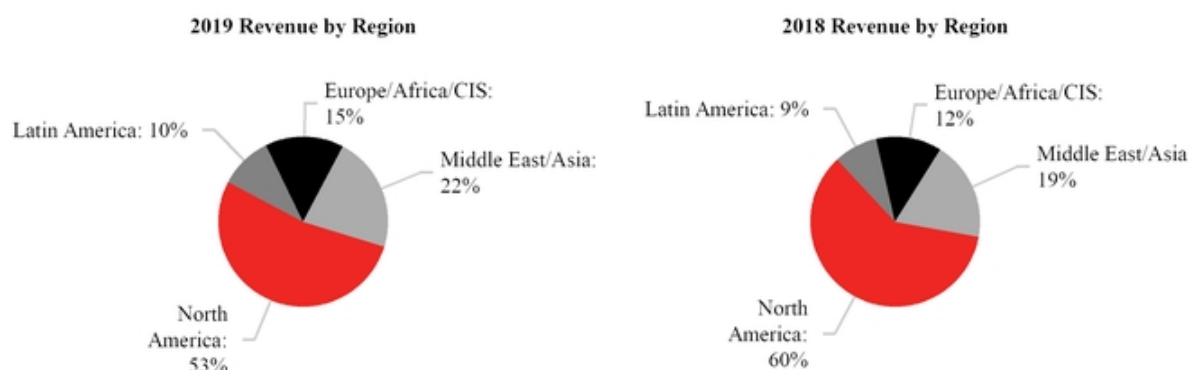 2019 Revenue by Region
Europe/Africa/CIS:
15%
Latin America: 10%
Middle East/Asia:
22%
North
America:
53%
2018 Revenue by Region
Europe/Africa/CIS:
12%
Latin America: 9%
Middle East/Asia
19%
North
America:
60%